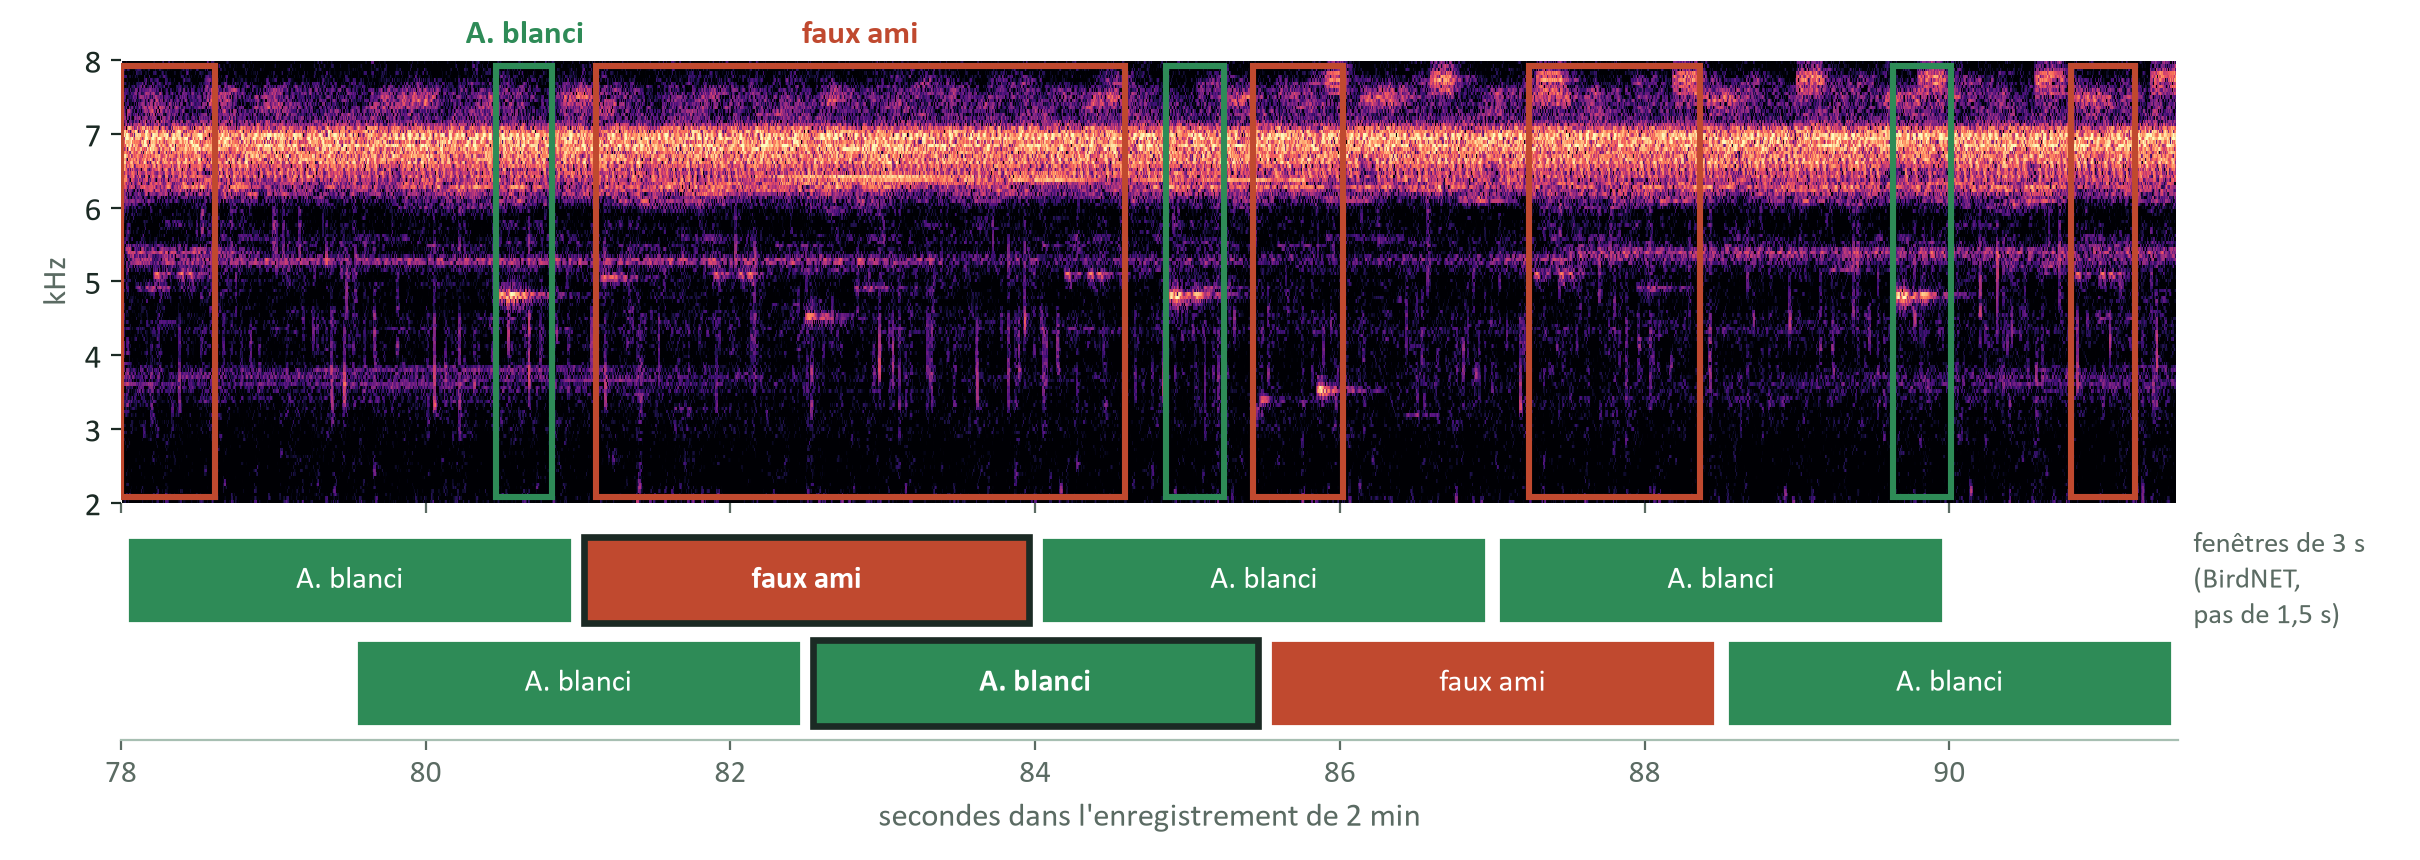 A. blanci faux ami
8
7
6
5
4
3
2
kHz
A. blanci faux ami A. blanci A. blanci
fenêtres de 3 s
(BirdNET,
pas de 1,5 s)
A. blanci A. blanci faux ami A. blanci
78 80 82 84 86 88 90
secondes dans l'enregistrement de 2 min